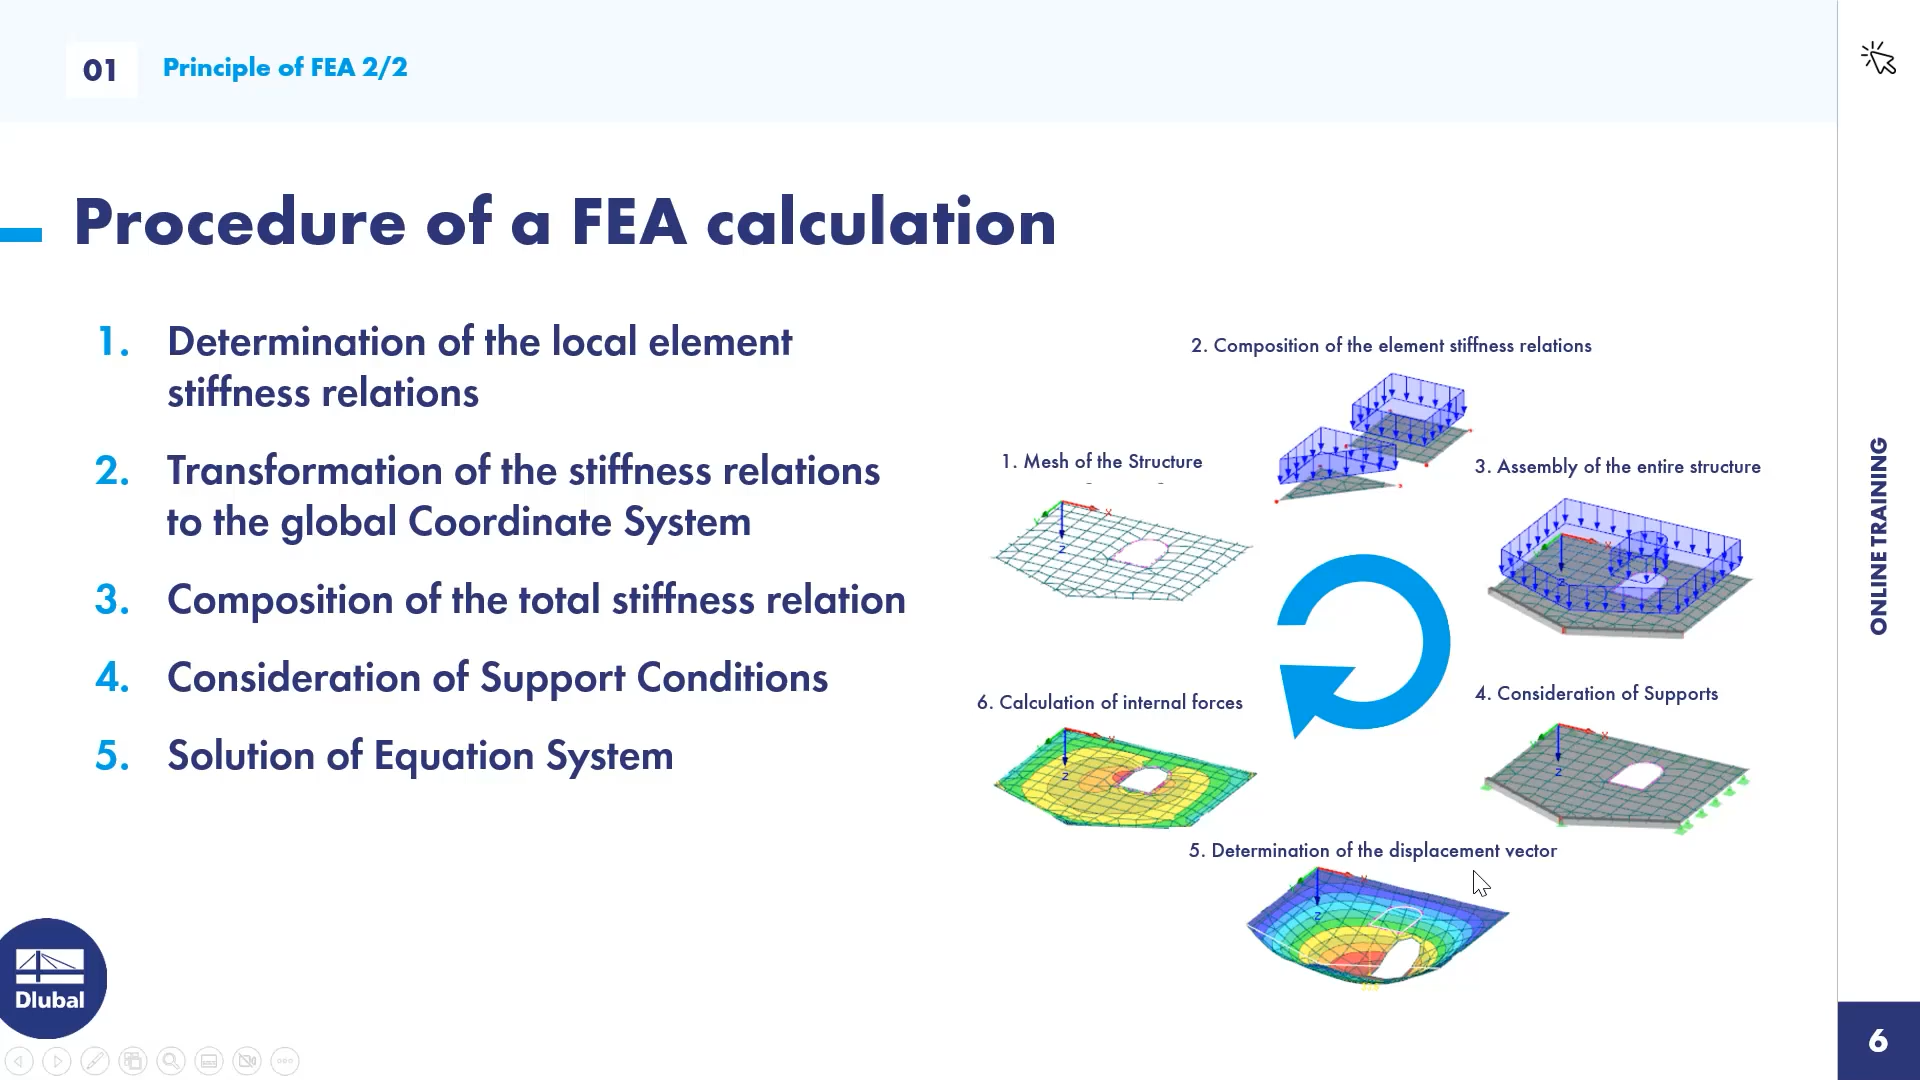 01
Principle of FEA 2/2
Procedure of a FEA calculation
1. Determination of the local element
stiffness relations
2. Transformation of the stiffness relations
to the global Coordinate System
3. Composition of the total stiffness relation
4. Consideration of Support Conditions
5. Solution of Equation System
2. Composition of the element stiffness relations
1. Mesh of the Structure
3. Assembly of the entire structure
6. Calculation of internal forces
4. Consideration of Supports
5. Determination of the displacement vector
X
Y
Z
Z
Z
Z
Z
ONLINE TRAINING
Dlubal
6